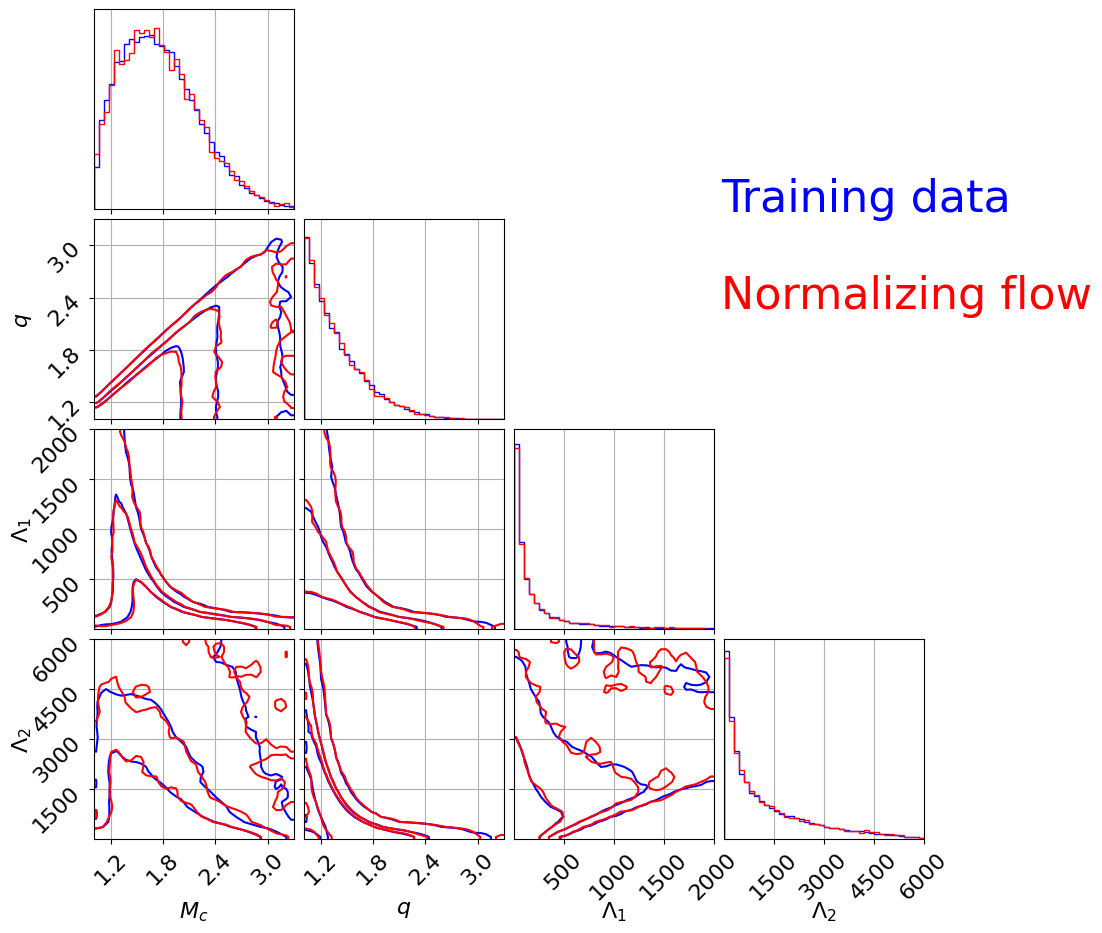 Training data
Normalizing flow
q
3.0
2.4
1.8
1.2
Λ₁
2000
1500
1000
500
Λ₂
6000
4500
3000
1500
1.2 1.8 2.4 3.0 1.2 1.8 2.4 3.0 500 1000 1500 2000 1500 3000 4500 6000
M_c q Λ₁ Λ₂